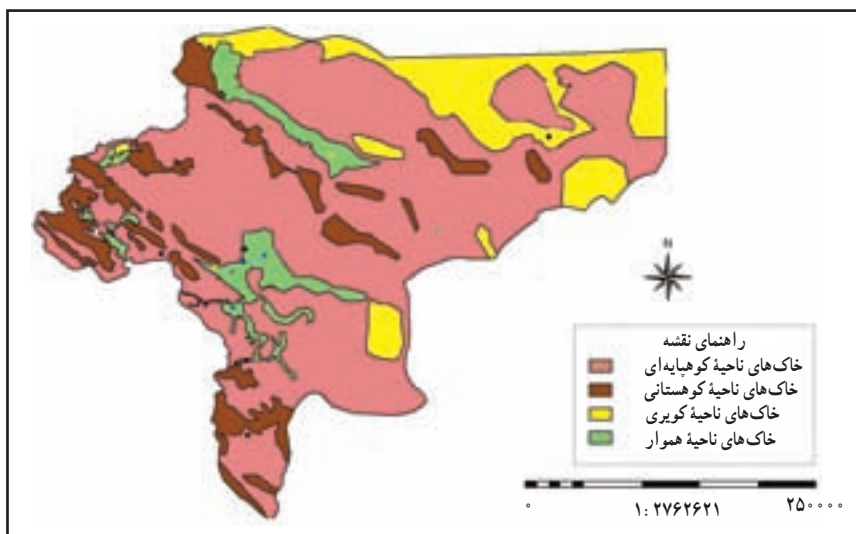 N
راهنمای نقشه
خاک‌های ناحیهٔ کوهپایه‌ای
خاک‌های ناحیهٔ کوهستانی
خاک‌های ناحیهٔ کویری
خاک‌های ناحیهٔ هموار
۰ ۲۵۰۰۰۰
۱:۲۷۶۲۶۲۱